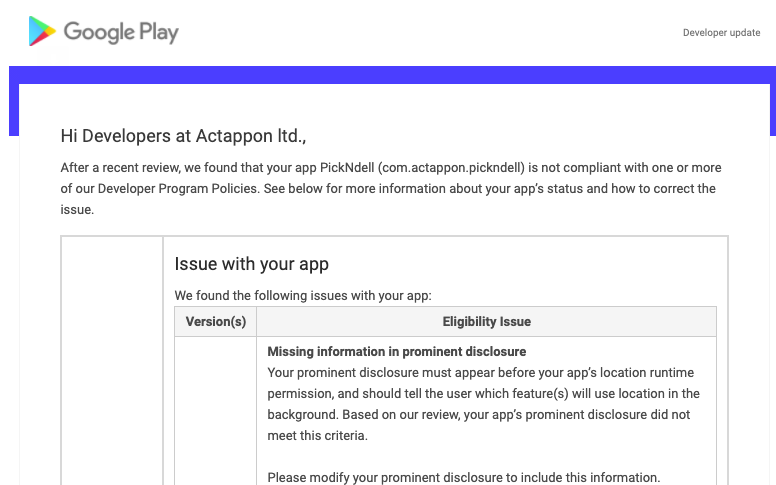 Google Play
Developer update
Hi Developers at Actappon ltd.,
After a recent review, we found that your app PickNdell (com.actappon.pickndell) is not compliant with one or more
of our Developer Program Policies. See below for more information about your app's status and how to correct the
issue.
Issue with your app
We found the following issues with your app:
Version(s)
Eligibility Issue
Missing information in prominent disclosure
Your prominent disclosure must appear before your app's location runtime
permission, and should tell the user which feature(s) will use location in the
background. Based on our review, your app's prominent disclosure did not
meet this criteria.
Please modify your prominent disclosure to include this information.